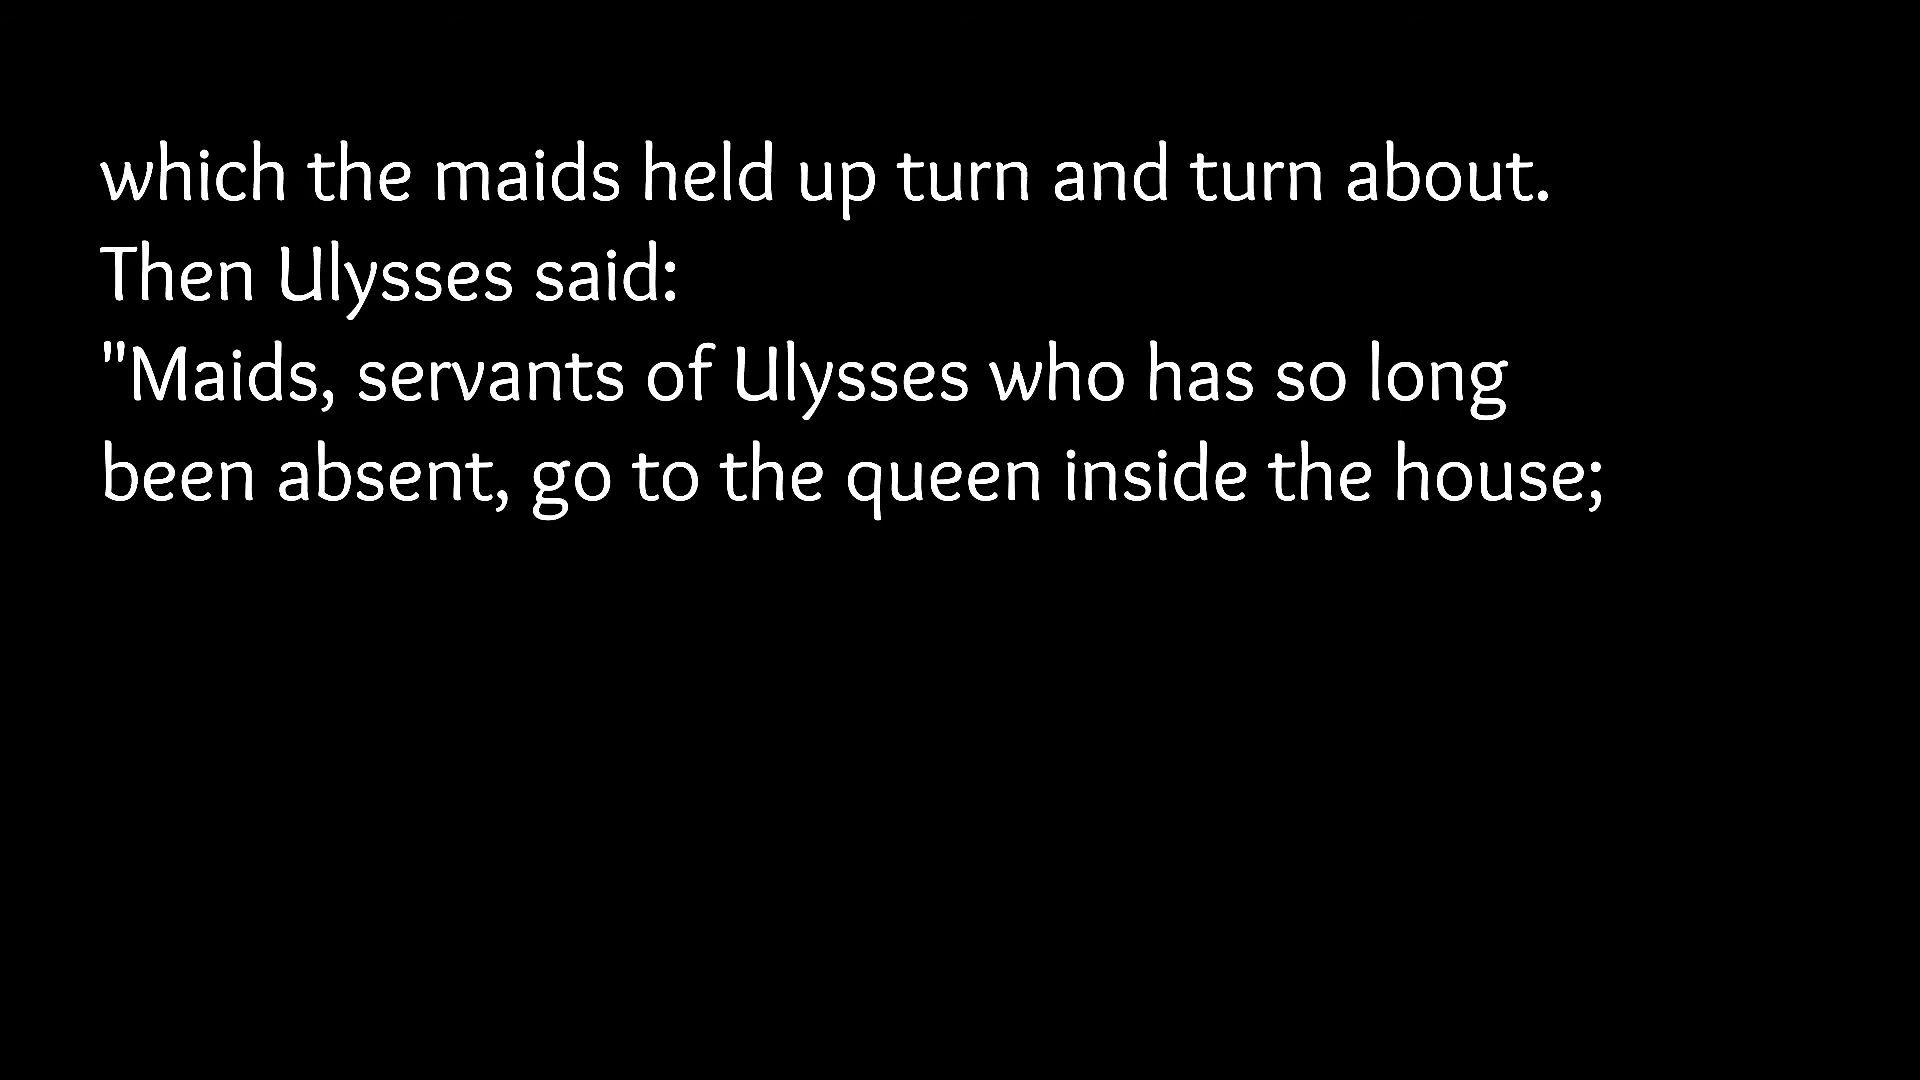 which the maids held up turn and turn about.
Then Ulysses said:
"Maids, servants of Ulysses who has so long
been absent, go to the queen inside the house;